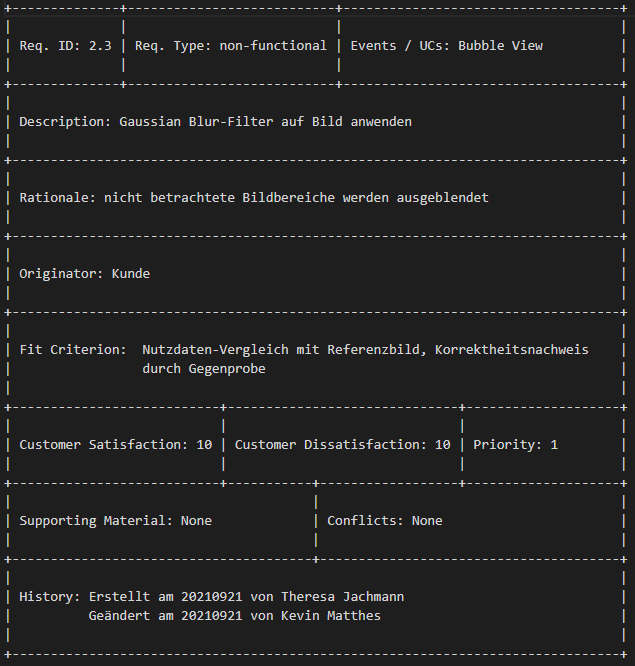 Req. ID: 2.3 | Req. Type: non-functional | Events / UCs: Bubble View
Description: Gaussian Blur-Filter auf Bild anwenden
Rationale: nicht betrachtete Bildbereiche werden ausgeblendet
Originator: Kunde
Fit Criterion: Nutzdaten-Vergleich mit Referenzbild, Korrektheitsnachweis
durch Gegenprobe
Customer Satisfaction: 10 | Customer Dissatisfaction: 10 | Priority: 1
Supporting Material: None | Conflicts: None
History: Erstellt am 20210921 von Theresa Jachmann
Geändert am 20210921 von Kevin Matthes